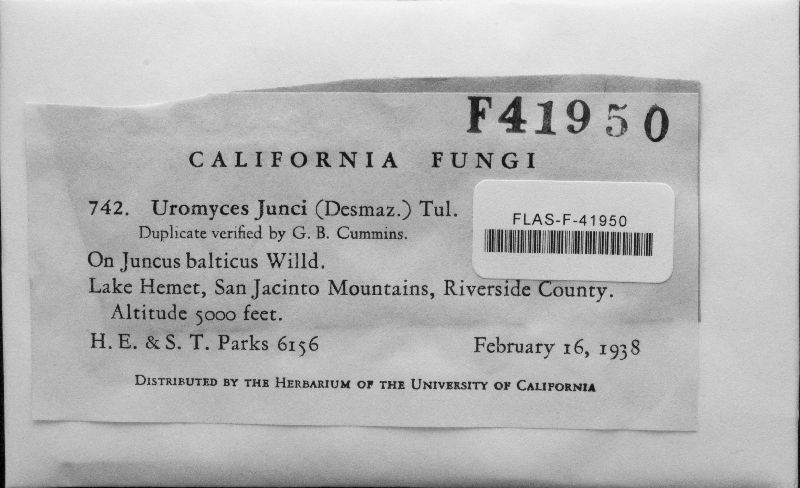 F41950
CALIFORNIA FUNGI
742. Uromyces Junci (Desmaz.) Tul.
Duplicate verified by G. B. Cummins.
FLAS-F-41950
On Juncus balticus Willd.
Lake Hemet, San Jacinto Mountains, Riverside County.
Altitude 5000 feet.
H. E. & S. T. Parks 6156 February 16, 1938
Distributed by the Herbarium of the University of California